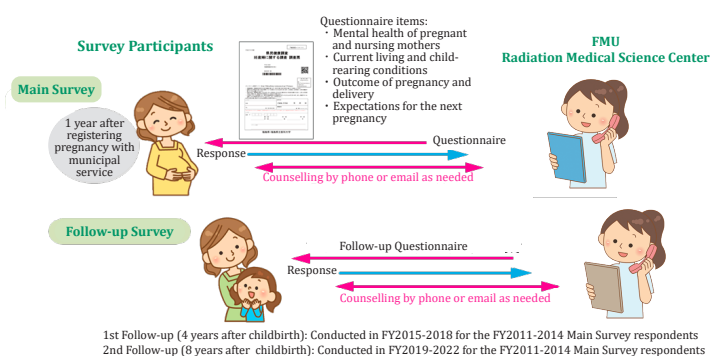 Survey Participants
Questionnaire items:
・Mental health of pregnant
and nursing mothers
・Current living and child-
rearing conditions
・Outcome of pregnancy and
delivery
・Expectations for the next
pregnancy
FMU
Radiation Medical Science Center
Main Survey
1 year after
registering
pregnancy with
municipal
service
Questionnaire
Response
Counselling by phone or email as needed
Follow-up Survey
Follow-up Questionnaire
Response
Counselling by phone or email as needed
1st Follow-up (4 years after childbirth): Conducted in FY2015-2018 for the FY2011-2014 Main Survey respondents
2nd Follow-up (8 years after childbirth): Conducted in FY2019-2022 for the FY2011-2014 Main Survey respondents